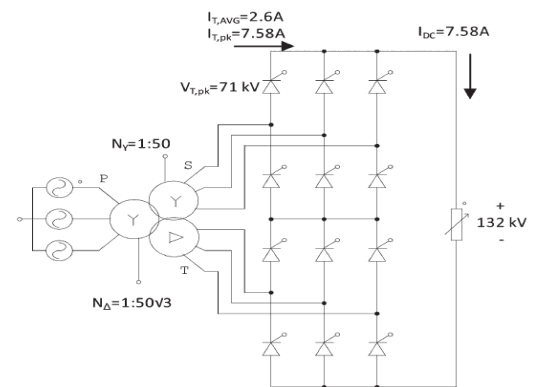 I_T,AVG=2.6A
I_T,pk=7.58A
I_DC=7.58A
V_T,pk=71 kV
N_Y=1:50
S
P
Y
Y
+
132 kV
-
T
N_Δ=1:50√3